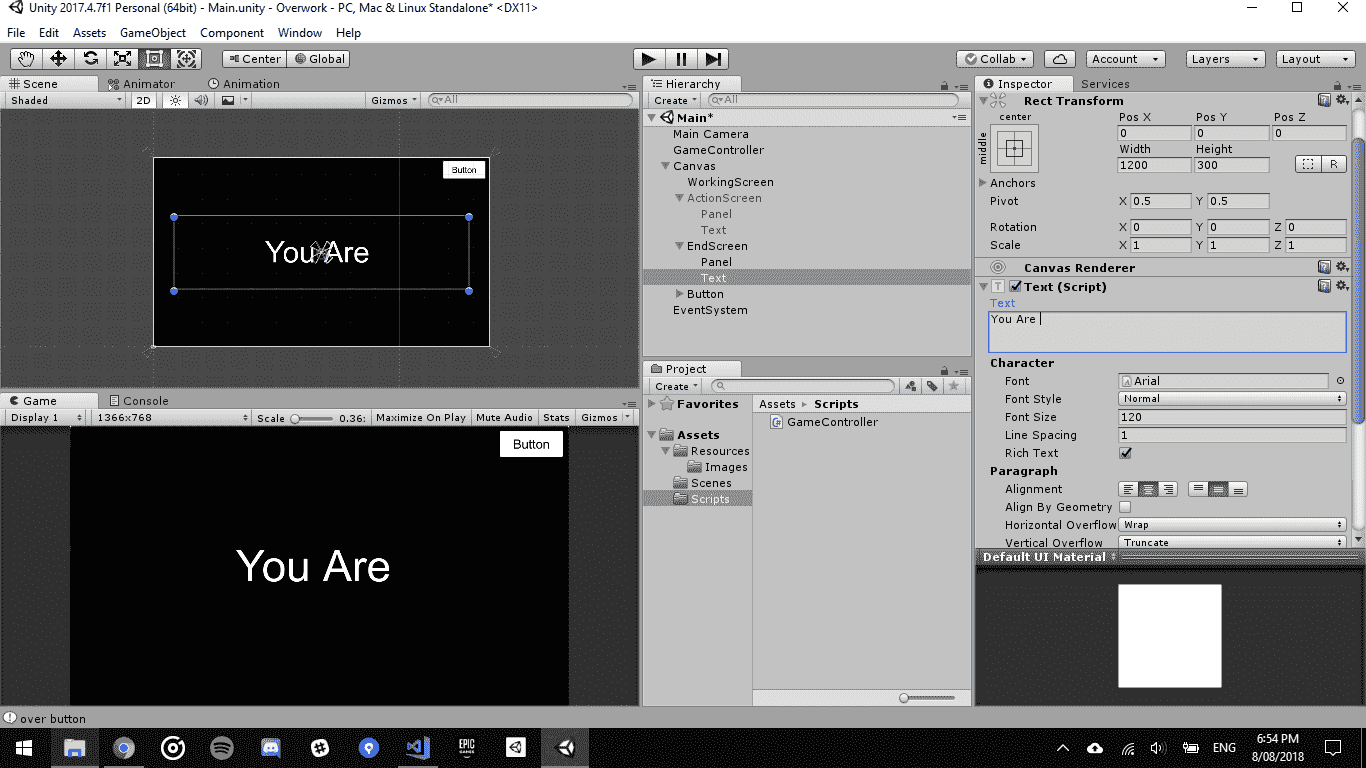 Unity 2017.4.7f1 Personal (64bit) - Main.unity - Overwork - PC, Mac & Linux Standalone* <DX11>
File Edit Assets GameObject Component Window Help
Center Global Collab Account Layers Layout
Scene Animator Animation
Shaded 2D Gizmos All
Button
You Are
Game Console
Display 1 1366x768 Scale 0.36: Maximize On Play Mute Audio Stats Gizmos
Button
You Are
Hierarchy
Create All
Main*
Main Camera
GameController
Canvas
WorkingScreen
ActionScreen
Panel
Text
EndScreen
Panel
Text
Button
EventSystem
Project
Create
Favorites
Assets
Resources
Images
Scenes
Scripts
Assets Scripts
GameController
Inspector Services
Rect Transform
center
middle
Pos X Pos Y Pos Z
0 0 0
Width Height
1200 300 R
Anchors
Pivot X 0.5 Y 0.5
Rotation X 0 Y 0 Z 0
Scale X 1 Y 1 Z 1
Canvas Renderer
T Text (Script)
Text
You Are
Character
Font Arial
Font Style Normal
Font Size 120
Line Spacing 1
Rich Text
Paragraph
Alignment
Align By Geometry
Horizontal Overflow Wrap
Vertical Overflow Truncate
Default UI Material
over button
EPIC GAMES
ENG
6:54 PM
8/08/2018